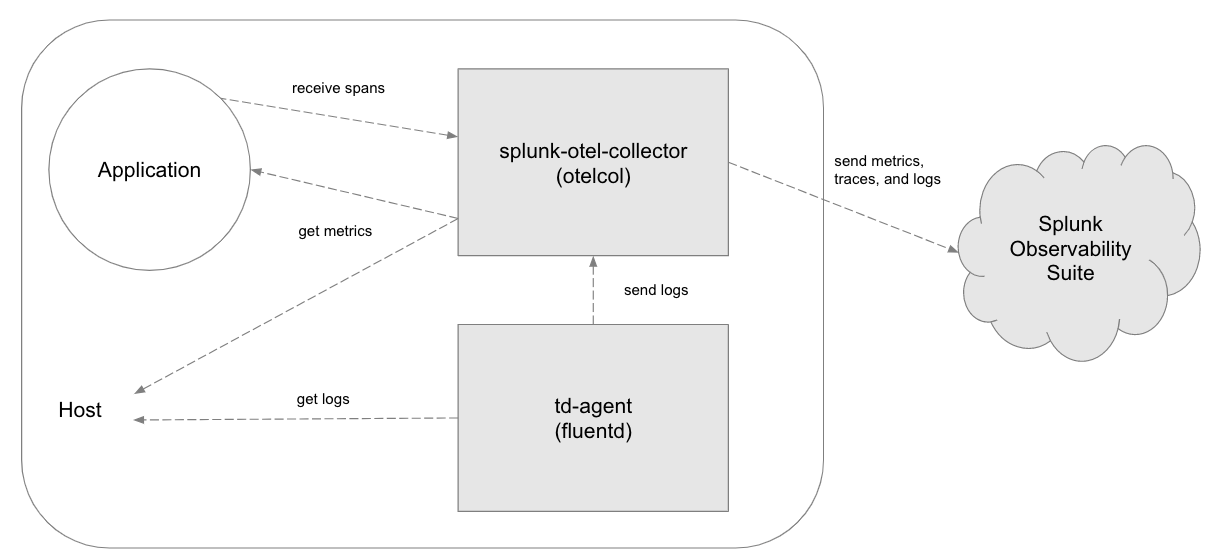 receive spans
Application
splunk-otel-collector
(otelcol)
get metrics
send metrics,
traces, and logs
Splunk
Observability
Suite
send logs
Host
get logs
td-agent
(fluentd)